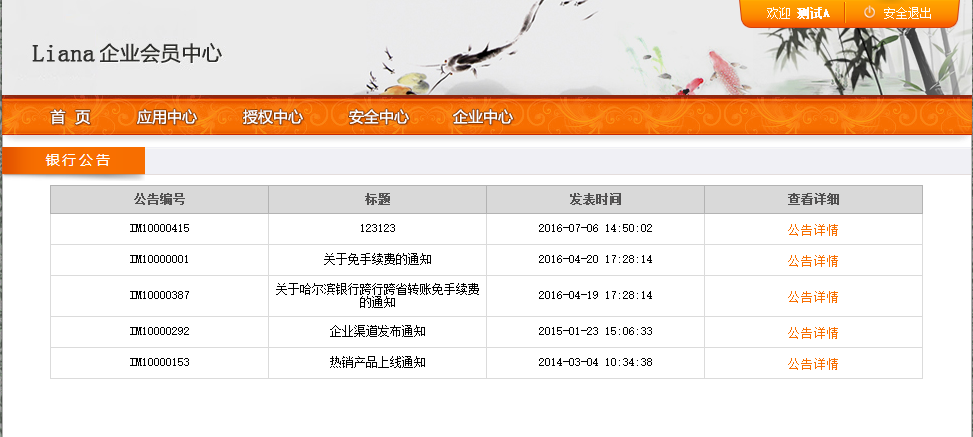 欢迎 测试A 安全退出
Liana 企业会员中心
首 页 应用中心 授权中心 安全中心 企业中心
银行公告
公告编号 标题 发表时间 查看详细
IM10000415 123123 2016-07-06 14:50:02 公告详情
IM10000001 关于免手续费的通知 2016-04-20 17:28:14 公告详情
IM10000387 关于哈尔滨银行跨行跨省转账免手续费 2016-04-19 17:28:14 公告详情
的通知
IM10000292 企业渠道发布通知 2015-01-23 15:06:33 公告详情
IM10000153 热销产品上线通知 2014-03-04 10:34:38 公告详情